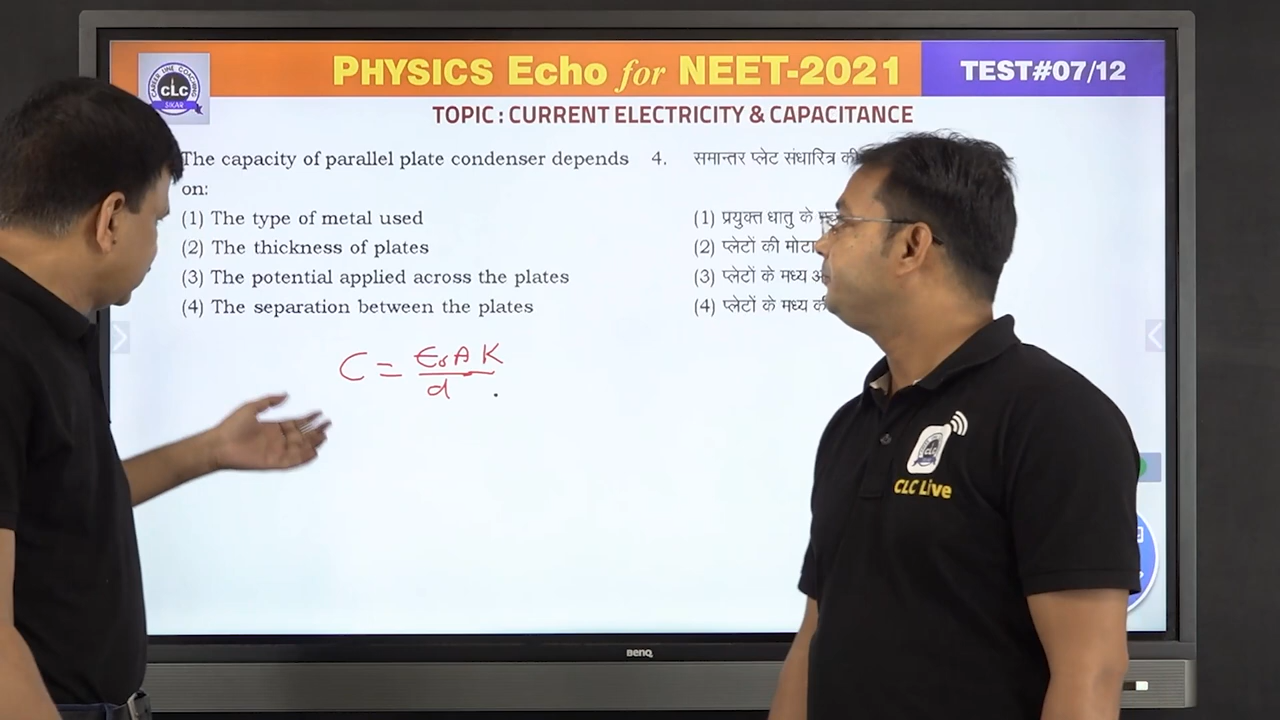 PHYSICS Echo for NEET-2021
TEST#07/12
CLC
SIKAR
TOPIC : CURRENT ELECTRICITY & CAPACITANCE
The capacity of parallel plate condenser depends
on:
(1) The type of metal used
(2) The thickness of plates
(3) The potential applied across the plates
(4) The separation between the plates
4. समान्तर प्लेट संधारित्र की
(1) प्रयुक्त धातु के
(2) प्लेटों की
(3) प्लेटों के मध्य
(4) प्लेटों के मध्य की
C = ε₀AK / d
CLC Live
BenQ